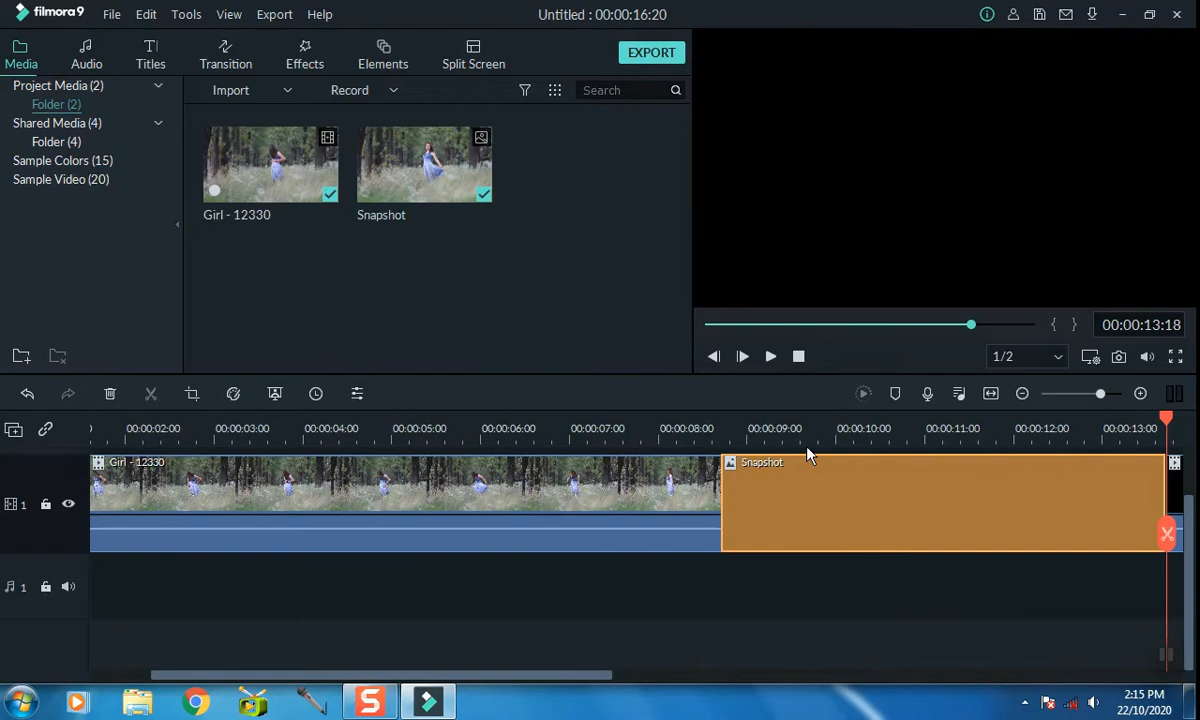 filmora9 File Edit Tools View Export Help Untitled : 00:00:16:20
Media Audio Titles Transition Effects Elements Split Screen EXPORT
Project Media (2)
Folder (2)
Shared Media (4)
Folder (4)
Sample Colors (15)
Sample Video (20)
Import Record Search
Girl - 12330 Snapshot
00:00:13:18
1/2
00:00:02:00 00:00:03:00 00:00:04:00 00:00:05:00 00:00:06:00 00:00:07:00 00:00:08:00 00:00:09:00 00:00:10:00 00:00:11:00 00:00:12:00 00:00:13:00
Girl - 12330 Snapshot
1
1
S
2:15 PM
22/10/2020